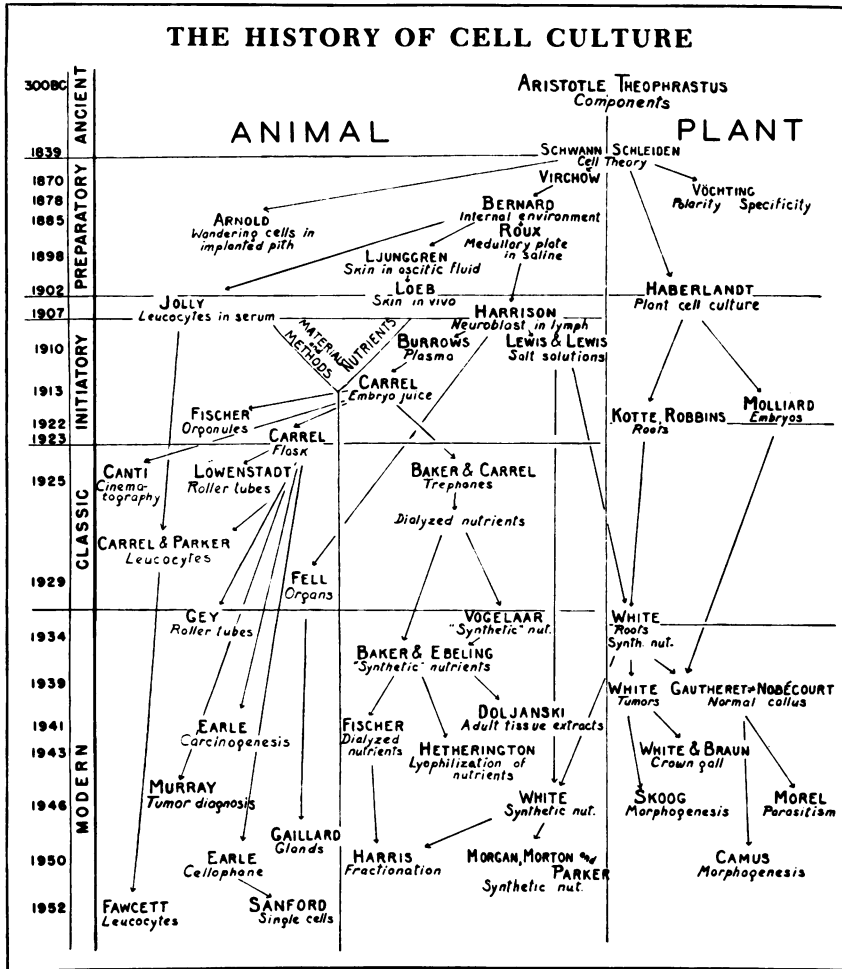 THE HISTORY OF CELL CULTURE
300BC
ANCIENT
ARISTOTLE THEOPHRASTUS
Components
ANIMAL
PLANT
1839
SCHWANN SCHLEIDEN
Cell Theory
PREPARATORY
1870
VIRCHOW
VÖCHTING
Polarity Specificity
1878
BERNARD
Internal environment
1885
ARNOLD
Wandering cells in
implanted pith
ROUX
Medullary plate
in saline
1898
LJUNGGREN
Skin in ascitic fluid
1902
LOEB
Skin in vivo
HABERLANDT
Plant cell culture
JOLLY
Leucocytes in serum
1907
HARRISON
Neuroblast in lymph
INITIATORY
MATERIALS
and
METHODS
NUTRIENTS
1910
BURROWS
Plasma
LEWIS & LEWIS
Salt solutions
1913
CARREL
Embryo juice
FISCHER
Organules
KOTTE, ROBBINS
Roots
MOLLIARD
Embryos
1922
1923
CARREL
Flask
CLASSIC
1925
CANTI
Cinema-
tography
LÖWENSTADT
Roller tubes
BAKER & CARREL
Trephones
Dialyzed nutrients
CARREL & PARKER
Leucocytes
1929
FELL
Organs
MODERN
GEY
Roller tubes
VOGELAAR
"Synthetic" nut.
WHITE
Roots
Synth. nut.
1934
BAKER & EBELING
"Synthetic" nutrients
1939
WHITE
Tumors
GAUTHERET NOBÉCOURT
Normal callus
1941
EARLE
Carcinogenesis
FISCHER
Dialyzed
nutrients
DOLJANSKI
Adult tissue extracts
1943
HETHERINGTON
Lyophilization of
nutrients
WHITE & BRAUN
Crown gall
MURRAY
Tumor diagnosis
1946
WHITE
Synthetic nut.
SKOOG
Morphogenesis
MOREL
Parasitism
GAILLARD
Glands
1950
EARLE
Cellophane
HARRIS
Fractionation
MORGAN, MORTON and
PARKER
Synthetic nut.
CAMUS
Morphogenesis
1952
FAWCETT
Leucocytes
SANFORD
Single cells